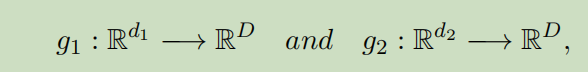 g₁ : ℝ^{d₁} ⟶ ℝ^D and g₂ : ℝ^{d₂} ⟶ ℝ^D,